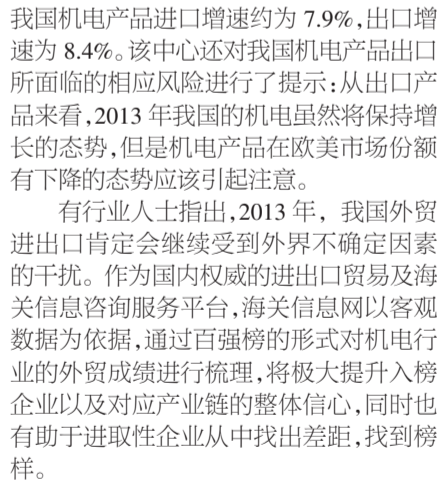 我国机电产品进口增速约为 7.9%,出口增
速为 8.4%。该中心还对我国机电产品出口
所面临的相应风险进行了提示:从出口产
品来看,2013 年我国的机电虽然将保持增
长的态势,但是机电产品在欧美市场份额
有下降的态势应该引起注意。
有行业人士指出,2013 年, 我国外贸
进出口肯定会继续受到外界不确定因素
的干扰。作为国内权威的进出口贸易及海
关信息咨询服务平台,海关信息网以客观
数据为依据,通过百强榜的形式对机电行
业的外贸成绩进行梳理,将极大提升入榜
企业以及对应产业链的整体信心,同时也
有助于进取性企业从中找出差距,找到榜
样。